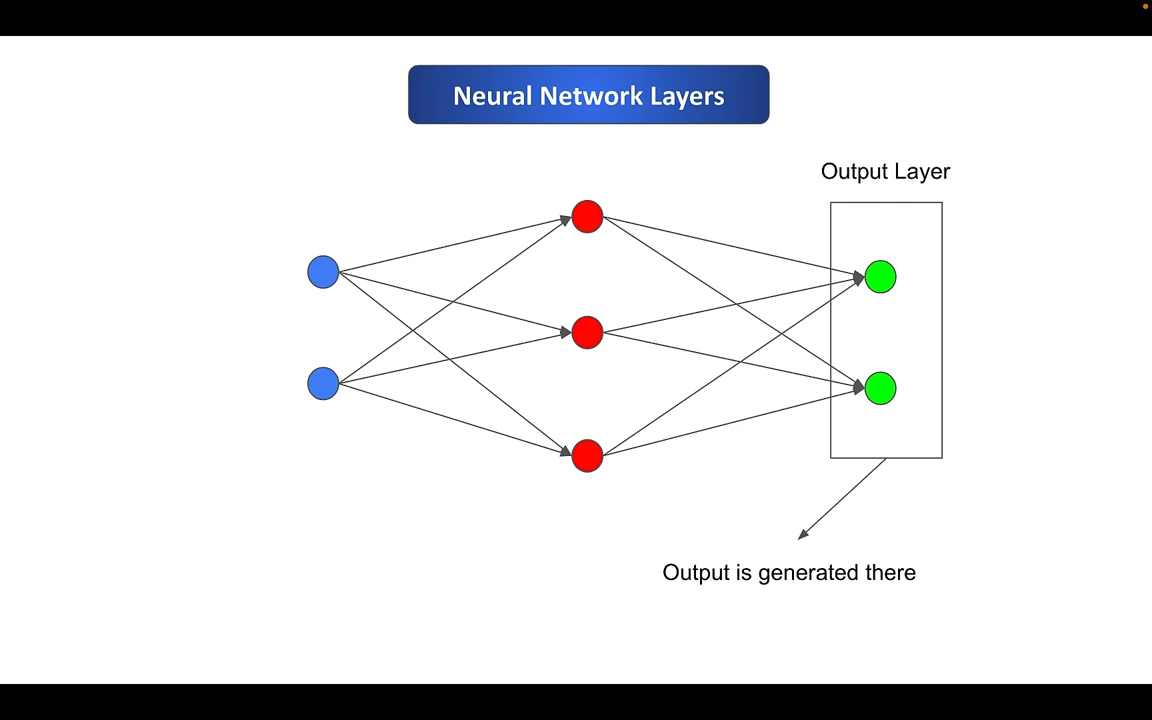 Neural Network Layers
Output Layer
Output is generated there